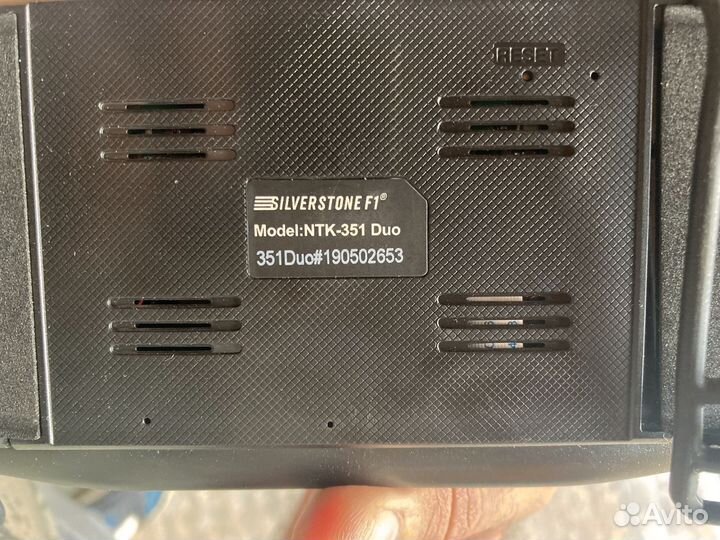 RESET
SILVERSTONE F1®
Model:NTK-351 Duo
351Duo#190502653
Avito